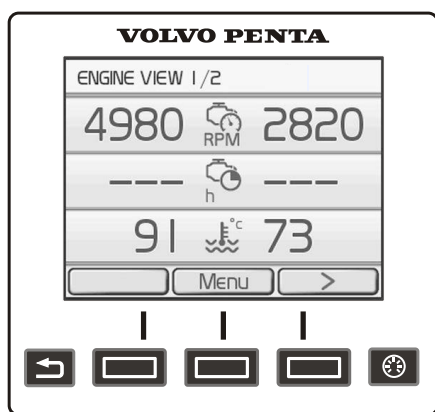 VOLVO PENTA
ENGINE VIEW 1/2
4980 RPM 2820
--- h ---
91 °C 73
Menu >